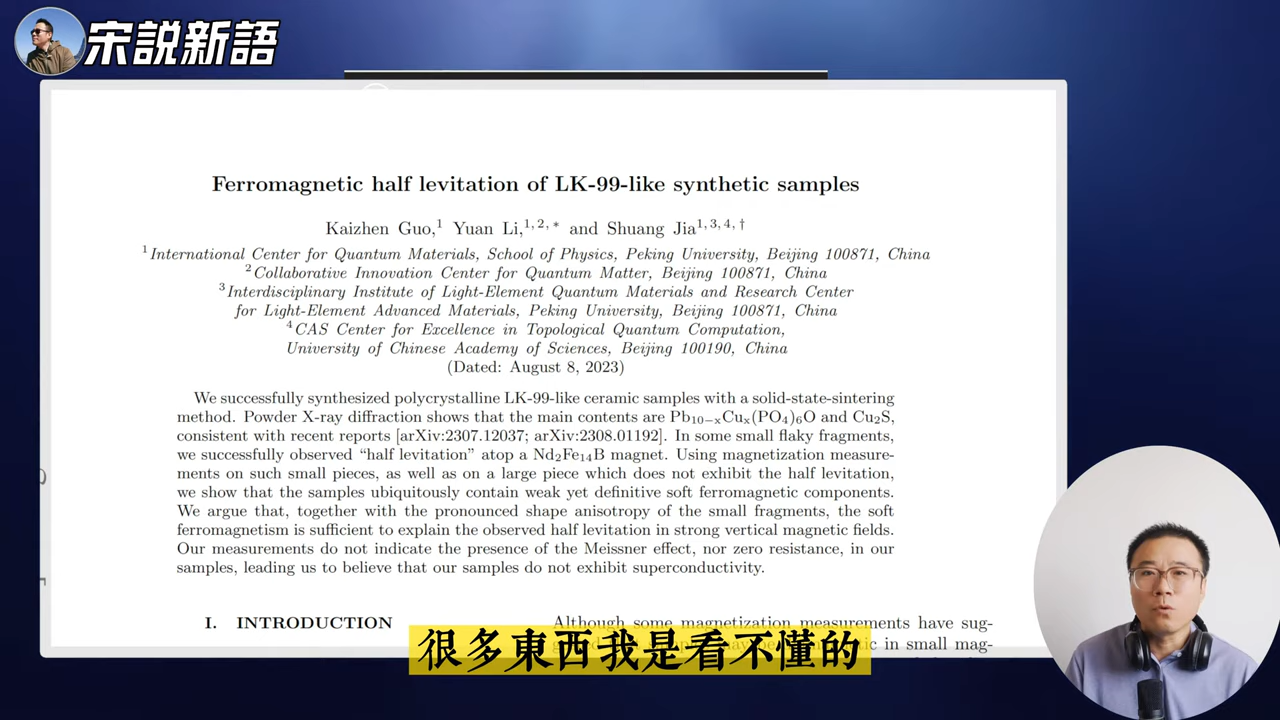 宋説新語
Ferromagnetic half levitation of LK-99-like synthetic samples
Kaizhen Guo,1 Yuan Li,1, 2, * and Shuang Jia1, 3, 4, †
1International Center for Quantum Materials, School of Physics, Peking University, Beijing 100871, China
2Collaborative Innovation Center for Quantum Matter, Beijing 100871, China
3Interdisciplinary Institute of Light-Element Quantum Materials and Research Center
for Light-Element Advanced Materials, Peking University, Beijing 100871, China
4CAS Center for Excellence in Topological Quantum Computation,
University of Chinese Academy of Sciences, Beijing 100190, China
(Dated: August 8, 2023)
We successfully synthesized polycrystalline LK-99-like ceramic samples with a solid-state-sintering
method. Powder X-ray diffraction shows that the main contents are Pb10−xCux(PO4)6O and Cu2S,
consistent with recent reports [arXiv:2307.12037; arXiv:2308.01192]. In some small flaky fragments,
we successfully observed “half levitation” atop a Nd2Fe14B magnet. Using magnetization measure-
ments on such small pieces, as well as on a large piece which does not exhibit the half levitation,
we show that the samples ubiquitously contain weak yet definitive soft ferromagnetic components.
We argue that, together with the pronounced shape anisotropy of the small fragments, the soft
ferromagnetism is sufficient to explain the observed half levitation in strong vertical magnetic fields.
Our measurements do not indicate the presence of the Meissner effect, nor zero resistance, in our
samples, leading us to believe that our samples do not exhibit superconductivity.
I. INTRODUCTION
Although some magnetization measurements have sug-
in small mag-
很多東西我是看不懂的